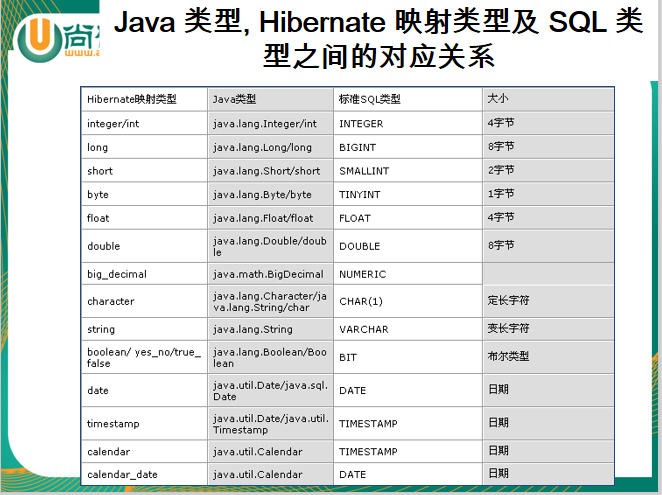 尚
www.a
Java 类型, Hibernate 映射类型及 SQL 类
型之间的对应关系
Hibernate映射类型 Java类型 标准SQL类型 大小
integer/int java.lang.Integer/int INTEGER 4字节
long java.lang.Long/long BIGINT 8字节
short java.lang.Short/short SMALLINT 2字节
byte java.lang.Byte/byte TINYINT 1字节
float java.lang.Float/float FLOAT 4字节
double java.lang.Double/doub
le DOUBLE 8字节
big_decimal java.math.BigDecimal NUMERIC
character java.lang.Character/ja
va.lang.String/char CHAR(1) 定长字符
string java.lang.String VARCHAR 变长字符
boolean/ yes_no/true_
false java.lang.Boolean/Boo
lean BIT 布尔类型
date java.util.Date/java.sql.
Date DATE 日期
timestamp java.util.Date/java.util.
Timestamp TIMESTAMP 日期
calendar java.util.Calendar TIMESTAMP 日期
calendar_date java.util.Calendar DATE 日期